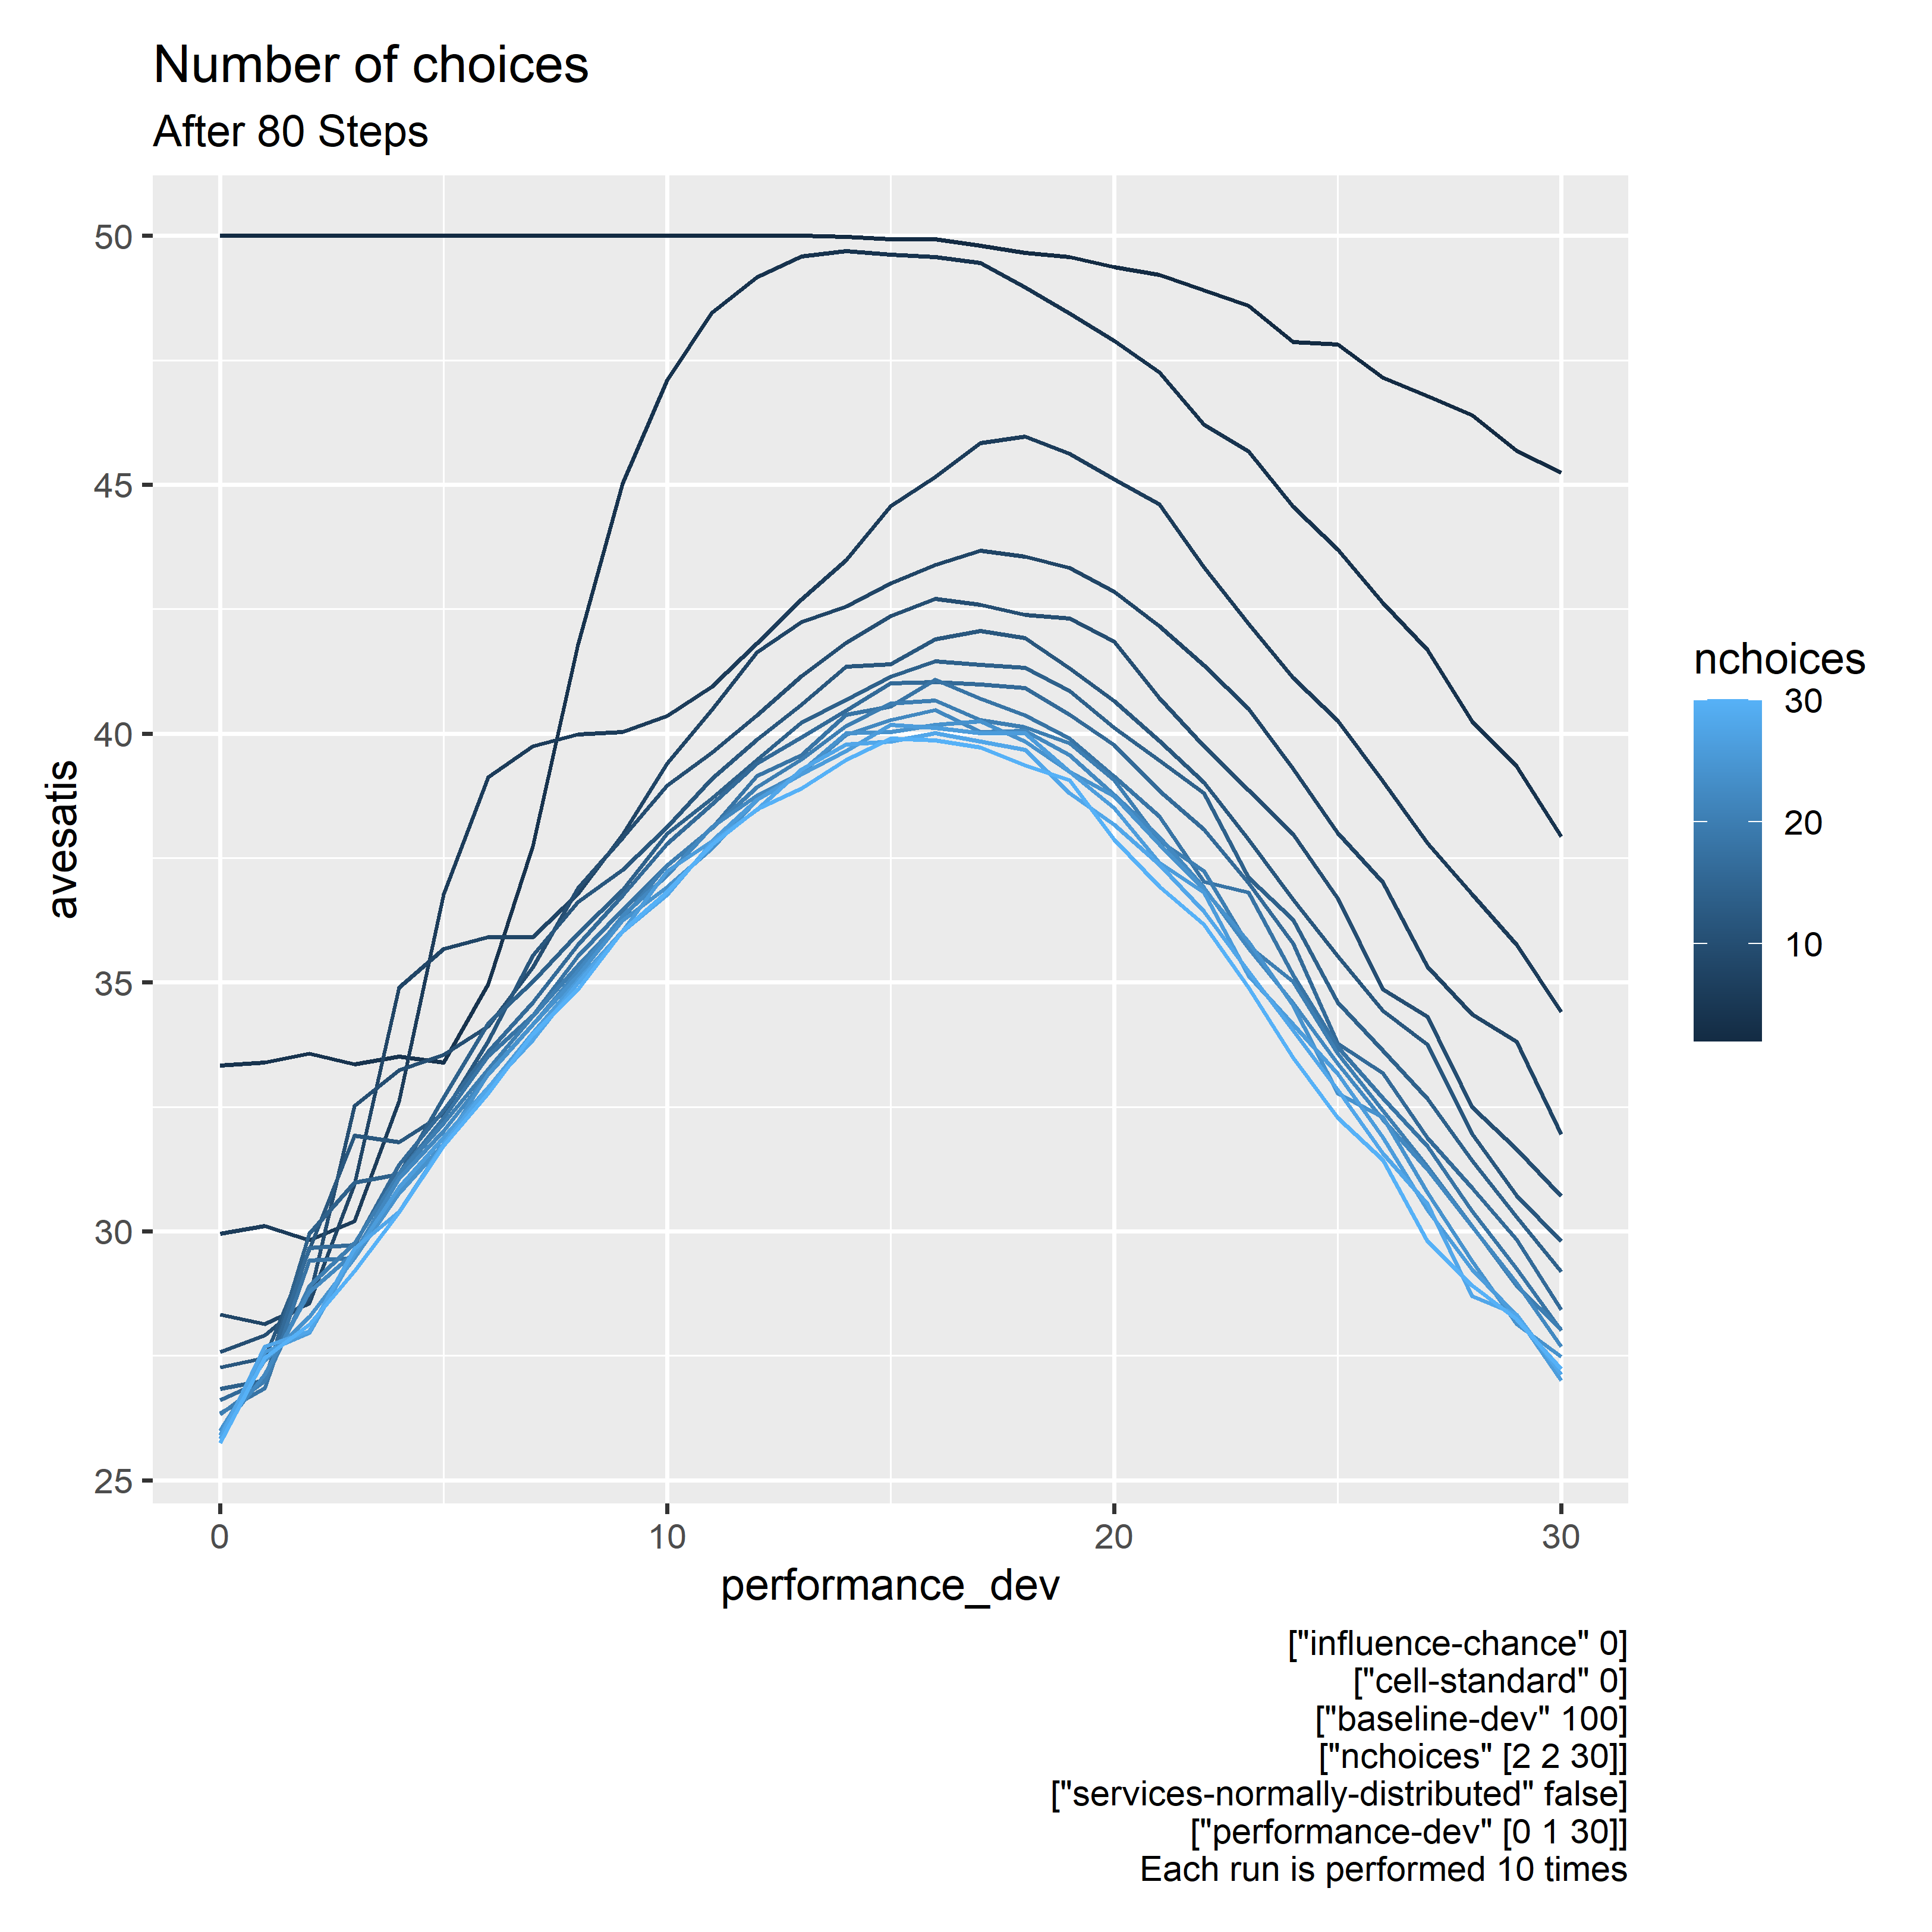 Number of choices
After 80 Steps
50
45
40
35
30
25
avesatis
0
10
20
30
performance_dev
nchoices
30
20
10
["influence-chance" 0]
["cell-standard" 0]
["baseline-dev" 100]
["nchoices" [2 2 30]]
["services-normally-distributed" false]
["performance-dev" [0 1 30]]
Each run is performed 10 times